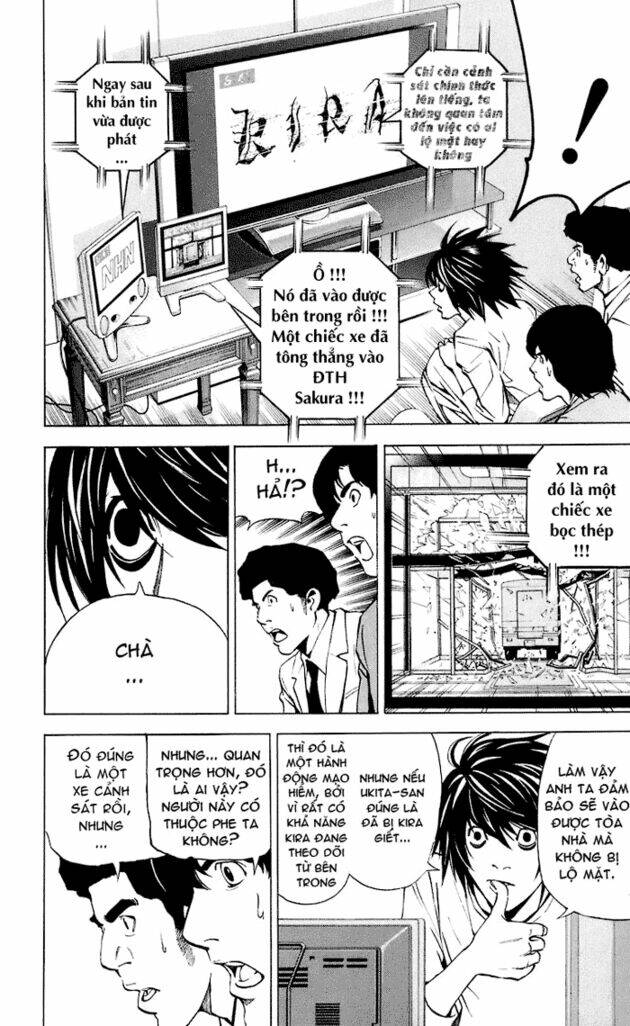 !
Chỉ cần cảnh
sát chính thức
lên tiếng, ta
không quan tâm
đến việc có ai
lộ mặt hay
không
KIRA
Ngay sau
khi bản tin
vừa được
phát
...
NHN
Ồ !!!
Nó đã vào được
bên trong rồi !!!
Một chiếc xe đã
tông thẳng vào
ĐTH
Sakura !!!
Xem ra
đó là một
chiếc xe
bọc thép
!!!
H...
HẢ!?
CHÀ
...
LÀM VẬY
ANH TA ĐẢM
BẢO SẼ VÀO
ĐƯỢC TÒA
NHÀ MÀ
KHÔNG BỊ
LỘ MẶT.
NHƯNG NẾU
UKITA-SAN
ĐÚNG LÀ
ĐÃ BỊ KIRA
GIẾT...
THÌ ĐÓ LÀ
MỘT HÀNH
ĐỘNG MẠO
HIỂM, BỞI
VÌ RẤT CÓ
KHẢ NĂNG
KIRA ĐANG
THEO DÕI
TỪ BÊN
TRONG
NHƯNG... QUAN
TRỌNG HƠN, ĐÓ
LÀ AI VẬY?
NGƯỜI NÀY CÓ
THUỘC PHE TA
KHÔNG?
ĐÓ ĐÚNG
LÀ MỘT
XE CẢNH
SÁT RỒI,
NHƯNG
...